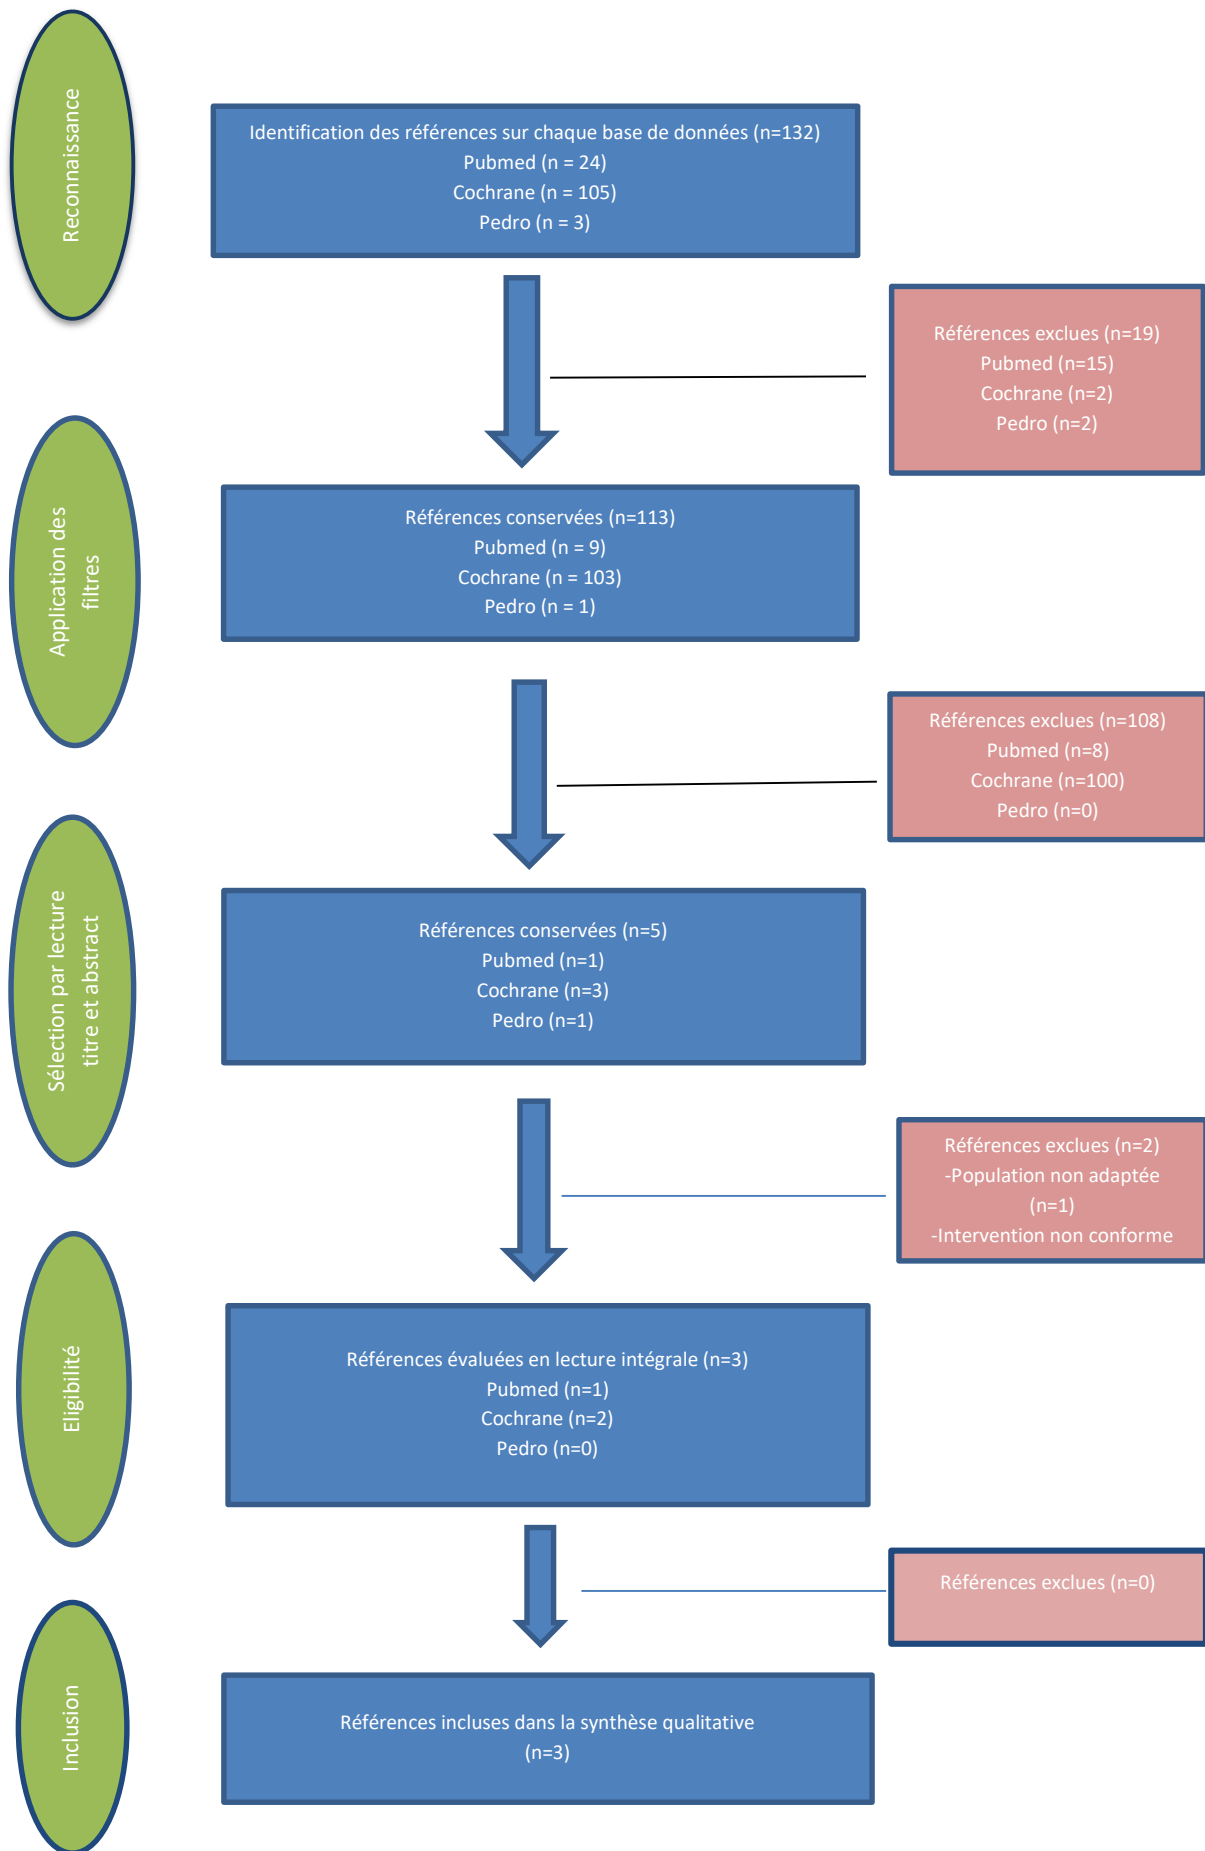 Reconnaissance
Identification des références sur chaque base de données (n=132)
Pubmed (n = 24)
Cochrane (n = 105)
Pedro (n = 3)
Références exclues (n=19)
Pubmed (n=15)
Cochrane (n=2)
Pedro (n=2)
Application des
filtres
Références conservées (n=113)
Pubmed (n = 9)
Cochrane (n = 103)
Pedro (n = 1)
Références exclues (n=108)
Pubmed (n=8)
Cochrane (n=100)
Pedro (n=0)
Sélection par lecture
titre et abstract
Références conservées (n=5)
Pubmed (n=1)
Cochrane (n=3)
Pedro (n=1)
Références exclues (n=2)
-Population non adaptée
(n=1)
-Intervention non conforme
Eligibilité
Références évaluées en lecture intégrale (n=3)
Pubmed (n=1)
Cochrane (n=2)
Pedro (n=0)
Références exclues (n=0)
Inclusion
Références incluses dans la synthèse qualitative
(n=3)